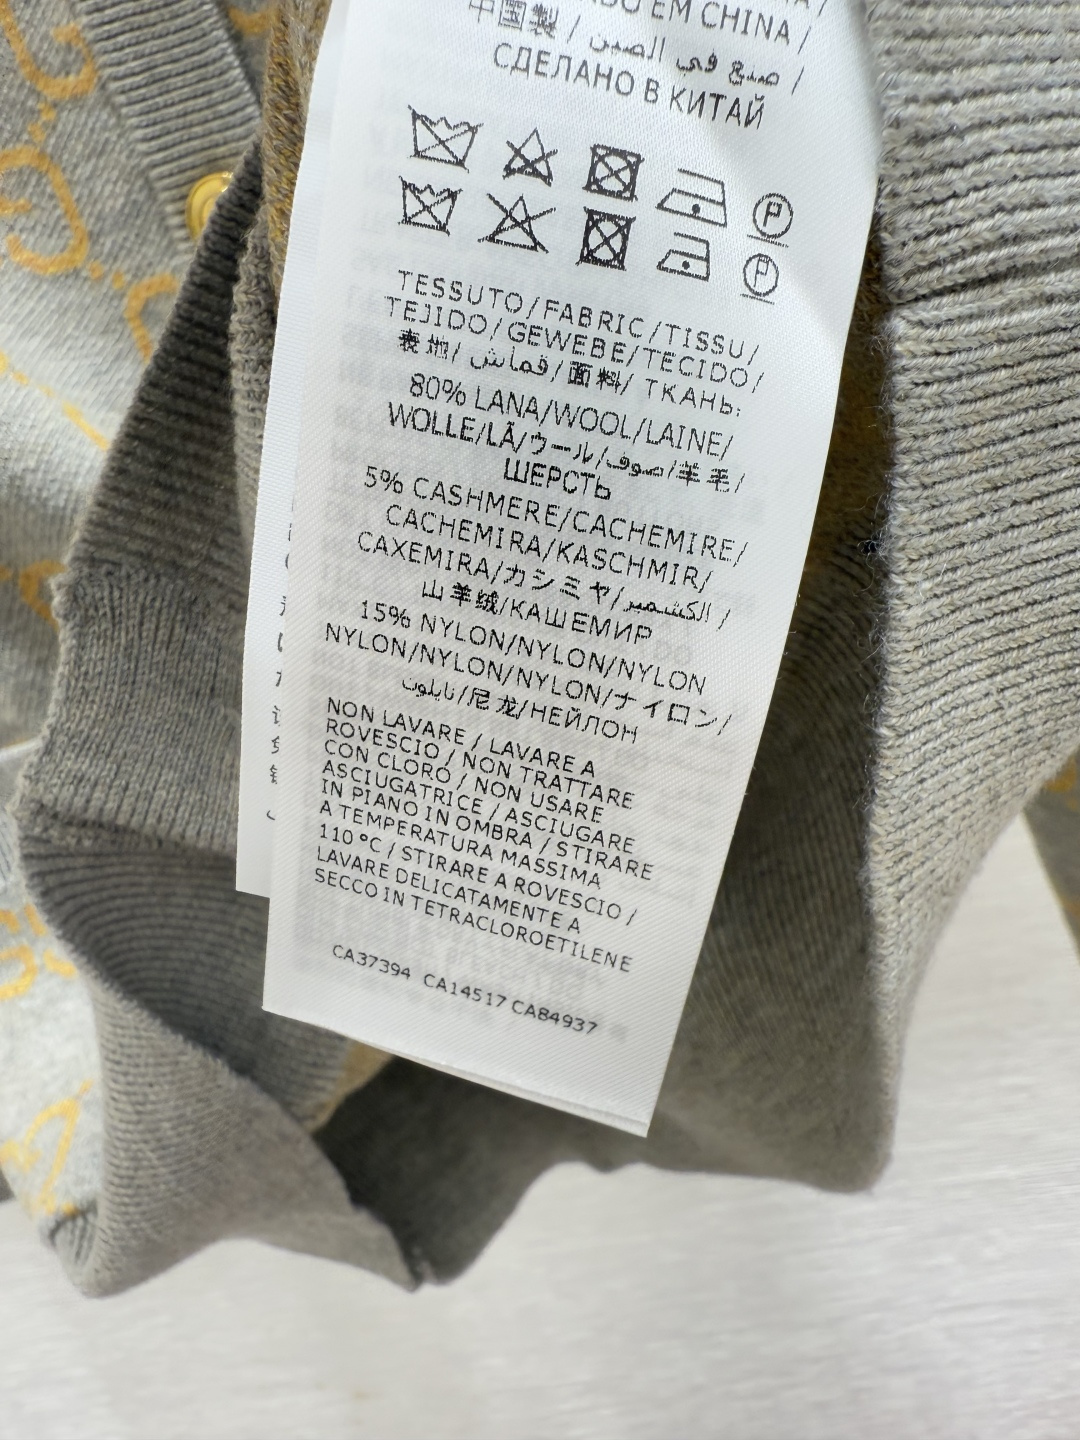 EM CHINA /
中国製 / صنع في الصين /
СДЕЛАНО В КИТАЙ
P
P
TESSUTO/FABRIC/TISSU/
TEJIDO/GEWEBE/TECIDO/
表地/ قماش/面料/ ТКАНЬ:
80% LANA/WOOL/LAINE/
WOLLE/LÃ/ウール/صوف/羊毛/
ШЕРСТЬ
5% CASHMERE/CACHEMIRE/
CACHEMIRA/KASCHMIR/
CAXEMIRA/カシミヤ/الكشمير /
山羊绒/КАШЕМИР
15% NYLON/NYLON/NYLON
NYLON/NYLON/NYLON/ナイロン/
نايلون/尼龙/НЕЙЛОН
NON LAVARE / LAVARE A
ROVESCIO / NON TRATTARE
CON CLORO / NON USARE
ASCIUGATRICE / ASCIUGARE
IN PIANO IN OMBRA / STIRARE
A TEMPERATURA MASSIMA
110 °C / STIRARE A ROVESCIO /
LAVARE DELICATAMENTE A
SECCO IN TETRACLOROETILENE
CA37394 CA14517 CA84937